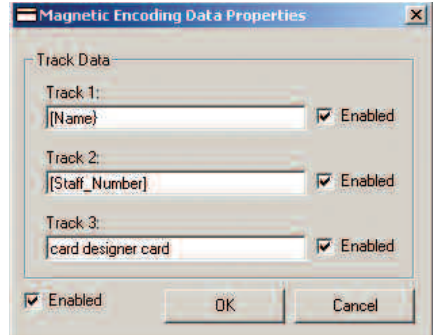 Magnetic Encoding Data Properties
Track Data
Track 1:
[Name}
Enabled
Track 2:
[Staff_Number]
Enabled
Track 3:
card designer card
Enabled
Enabled
OK
Cancel